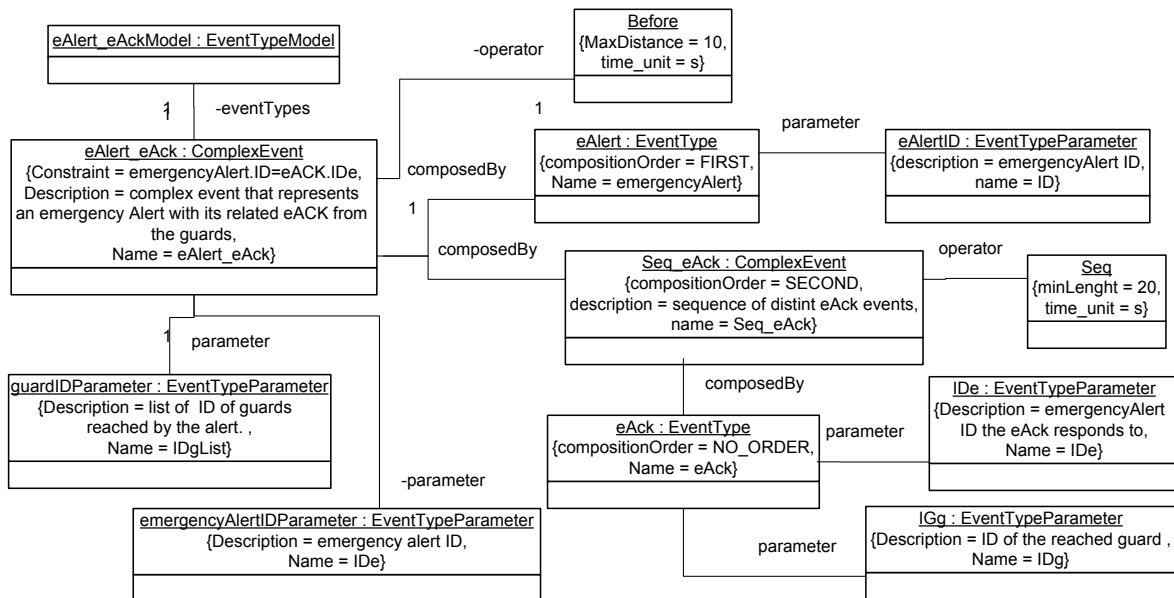 eAlert_eAckModel : EventTypeModel
1
1
-eventTypes
eAlert_eAck : ComplexEvent
{Constraint = emergencyAlert.ID=eACK.IDe,
Description = complex event that represents
an emergency Alert with its related eACK from
the guards,
Name = eAlert_eAck}
-operator
1
Before
{MaxDistance = 10,
time_unit = s}
composedBy
1
eAlert : EventType
{compositionOrder = FIRST,
Name = emergencyAlert}
parameter
eAlertID : EventTypeParameter
{description = emergencyAlert ID,
name = ID}
composedBy
Seq_eAck : ComplexEvent
{compositionOrder = SECOND,
description = sequence of distint eAck events,
name = Seq_eAck}
operator
Seq
{minLenght = 20,
time_unit = s}
1
parameter
guardIDParameter : EventTypeParameter
{Description = list of ID of guards
reached by the alert. ,
Name = IDgList}
composedBy
eAck : EventType
{compositionOrder = NO_ORDER,
Name = eAck}
parameter
IDe : EventTypeParameter
{Description = emergencyAlert
ID the eAck responds to,
Name = IDe}
-parameter
emergencyAlertIDParameter : EventTypeParameter
{Description = emergency alert ID,
Name = IDe}
parameter
IGg : EventTypeParameter
{Description = ID of the reached guard ,
Name = IDg}